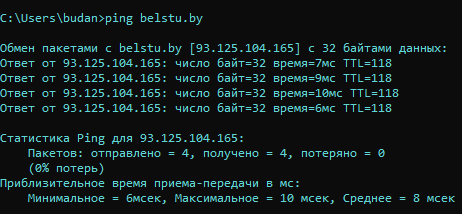 C:\Users\budan>ping belstu.by
Обмен пакетами с belstu.by [93.125.104.165] с 32 байтами данных:
Ответ от 93.125.104.165: число байт=32 время=7мс TTL=118
Ответ от 93.125.104.165: число байт=32 время=9мс TTL=118
Ответ от 93.125.104.165: число байт=32 время=10мс TTL=118
Ответ от 93.125.104.165: число байт=32 время=6мс TTL=118
Статистика Ping для 93.125.104.165:
Пакетов: отправлено = 4, получено = 4, потеряно = 0
(0% потерь)
Приблизительное время приема-передачи в мс:
Минимальное = 6мсек, Максимальное = 10 мсек, Среднее = 8 мсек